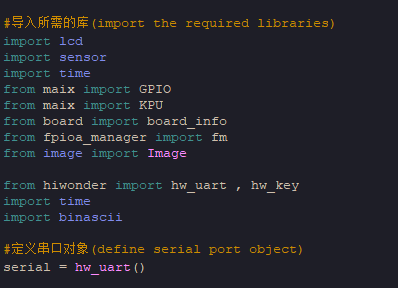 #导入所需的库(import the required libraries)
import lcd
import sensor
import time
from maix import GPIO
from maix import KPU
from board import board_info
from fpioa_manager import fm
from image import Image
from hiwonder import hw_uart , hw_key
import time
import binascii
#定义串口对象(define serial port object)
serial = hw_uart()